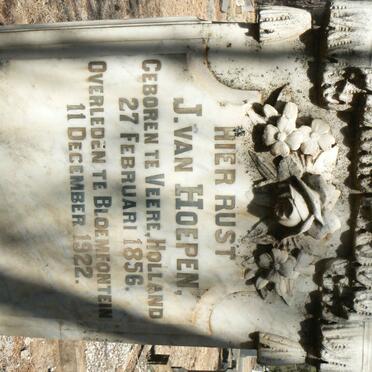 HIER RUST
J. VAN HOEPEN,
GEBOREN TE VEERE, HOLLAND
27 FEBRUARI 1856.
OVERLEDEN TE BLOEMFONTEIN
11 DECEMBER 1922.